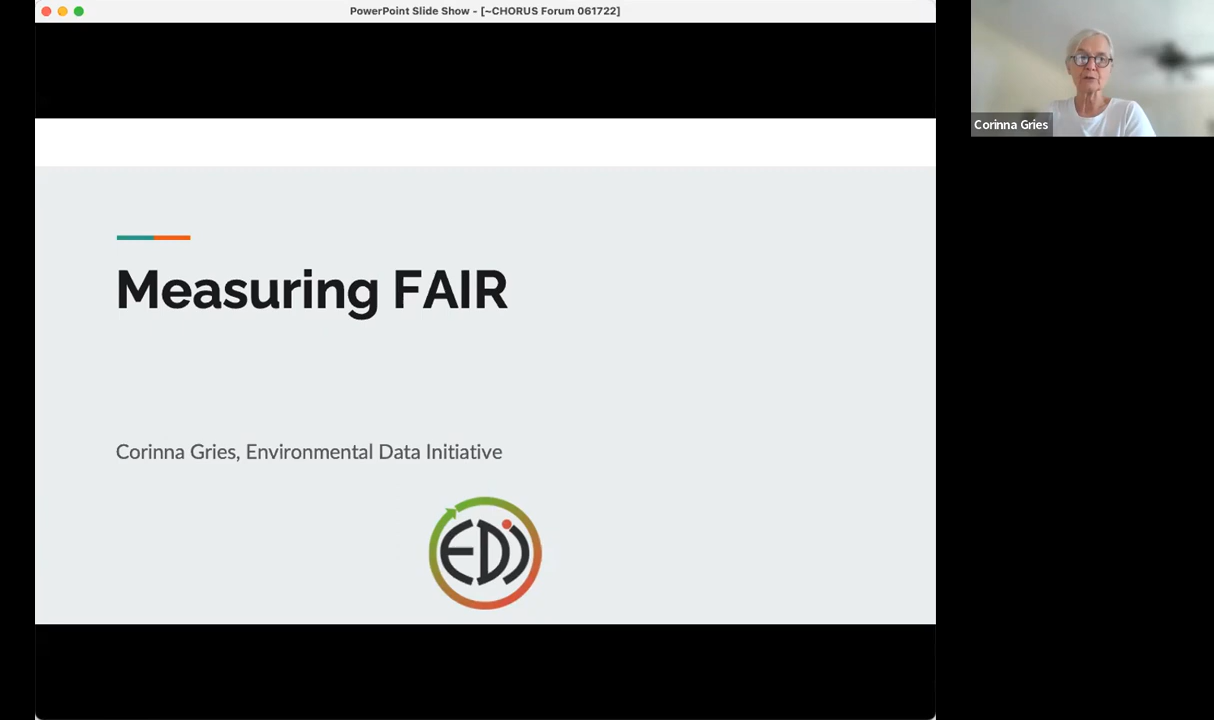 PowerPoint Slide Show - [~CHORUS Forum 061722]
Corinna Gries
Measuring FAIR
Corinna Gries, Environmental Data Initiative
EDI